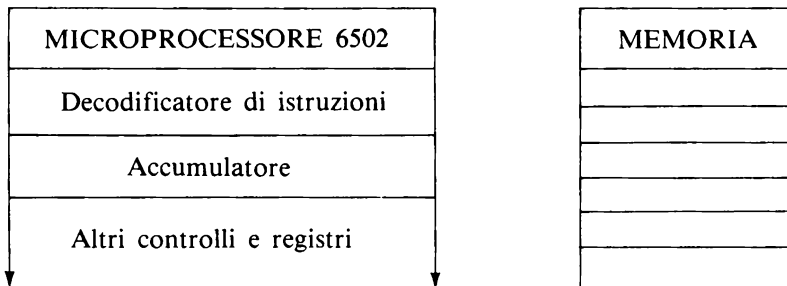 MICROPROCESSORE 6502
MEMORIA
Decodificatore di istruzioni
Accumulatore
Altri controlli e registri